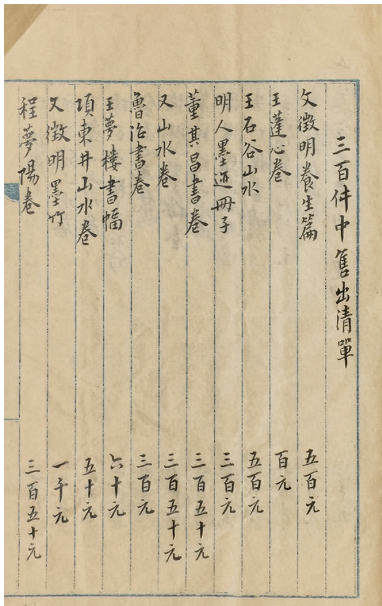 三百件中售出清單
文徵明養生篇 五百元
王蓬心卷 百元
王石谷山水 五百元
明人墨迹冊子 三百元
董其昌書卷 三百五十元
又山水卷 三百五十元
魯治書卷 三百元
王夢樓書幅 六十元
項東井山水卷 五十元
文徵明墨竹 一千元
程夢陽卷 三百五十元